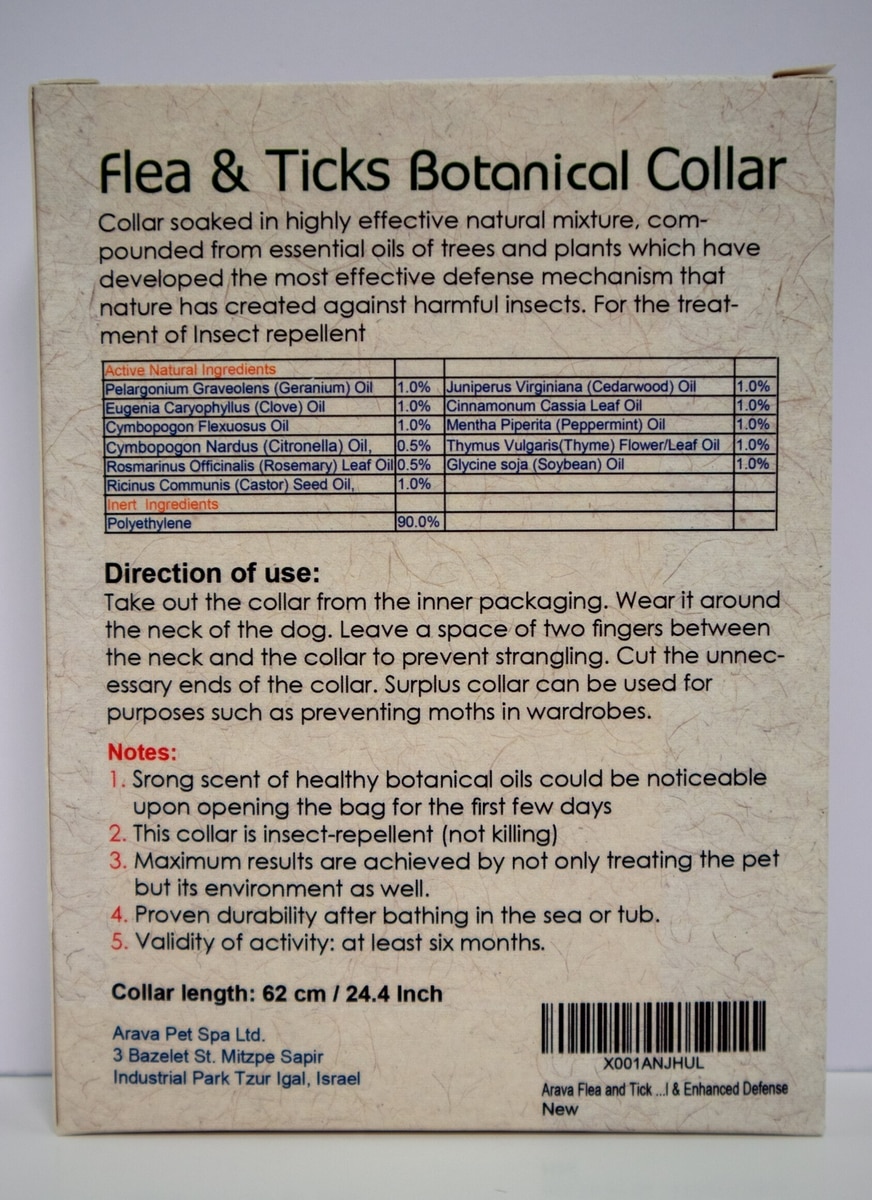 Flea & Ticks Botanical Collar
Collar soaked in highly effective natural mixture, com-
pounded from essential oils of trees and plants which have
developed the most effective defense mechanism that
nature has created against harmful insects. For the treat-
ment of Insect repellent
Active Natural Ingredients
Pelargonium Graveolens (Geranium) Oil 1.0% Juniperus Virginiana (Cedarwood) Oil 1.0%
Eugenia Caryophyllus (Clove) Oil 1.0% Cinnamonum Cassia Leaf Oil 1.0%
Cymbopogon Flexuosus Oil 1.0% Mentha Piperita (Peppermint) Oil 1.0%
Cymbopogon Nardus (Citronella) Oil, 0.5% Thymus Vulgaris(Thyme) Flower/Leaf Oil 1.0%
Rosmarinus Officinalis (Rosemary) Leaf Oil 0.5% Glycine soja (Soybean) Oil 1.0%
Ricinus Communis (Castor) Seed Oil, 1.0%
Inert Ingredients
Polyethylene 90.0%
Direction of use:
Take out the collar from the inner packaging. Wear it around
the neck of the dog. Leave a space of two fingers between
the neck and the collar to prevent strangling. Cut the unnec-
essary ends of the collar. Surplus collar can be used for
purposes such as preventing moths in wardrobes.
Notes:
1. Srong scent of healthy botanical oils could be noticeable
upon opening the bag for the first few days
2. This collar is insect-repellent (not killing)
3. Maximum results are achieved by not only treating the pet
but its environment as well.
4. Proven durability after bathing in the sea or tub.
5. Validity of activity: at least six months.
Collar length: 62 cm / 24.4 Inch
Arava Pet Spa Ltd.
3 Bazelet St. Mitzpe Sapir
Industrial Park Tzur Igal, Israel
X001ANJHUL
Arava Flea and Tick ...l & Enhanced Defense
New